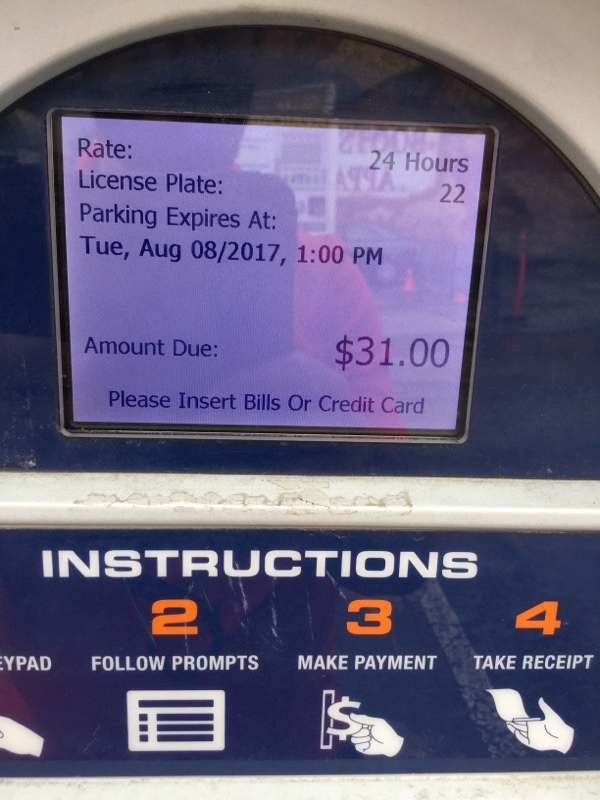 Rate: 24 Hours
License Plate: 22
Parking Expires At:
Tue, Aug 08/2017, 1:00 PM
Amount Due: $31.00
Please Insert Bills Or Credit Card
INSTRUCTIONS
2 3 4
EYPAD FOLLOW PROMPTS MAKE PAYMENT TAKE RECEIPT
$